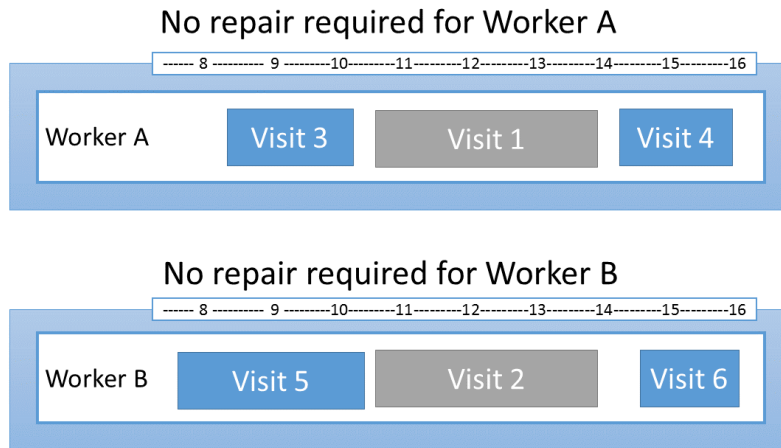 No repair required for Worker A
------ 8 ---------- 9 ---------10---------11---------12---------13---------14---------15---------16
Worker A Visit 3 Visit 1 Visit 4
No repair required for Worker B
------ 8 ---------- 9 ---------10---------11---------12---------13---------14---------15---------16
Worker B Visit 5 Visit 2 Visit 6